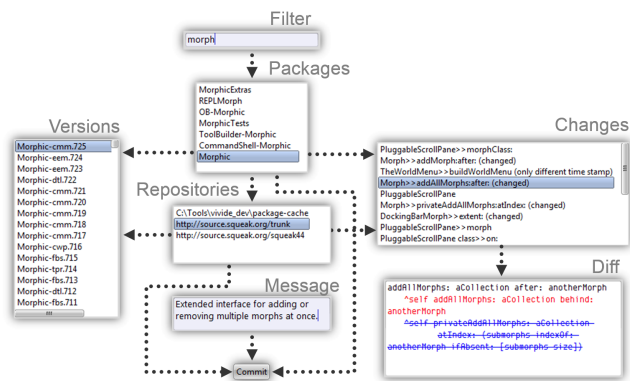 Filter
morph
Packages
MorphicExtras
REPLMorph
OB-Morphic
MorphicTests
ToolBuilder-Morphic
CommandShell-Morphic
Morphic
Versions
Morphic-cmm.725
Morphic-eem.724
Morphic-eem.723
Morphic-dtl.722
Morphic-cmm.721
Morphic-cmm.720
Morphic-cmm.719
Morphic-cmm.718
Morphic-cmm.717
Morphic-cwp.716
Morphic-fbs.715
Morphic-tpr.714
Morphic-fbs.713
Morphic-dtl.712
Morphic-fbs.711
Repositories
C:\Tools\vivide_dev\package-cache
http://source.squeak.org/trunk
http://source.squeak.org/squeak44
Message
Extended interface for adding or
removing multiple morphs at once.
Commit
Changes
PluggableScrollPane>>morphClass:
Morph>>addMorph:after: (changed)
TheWorldMenu>>buildWorldMenu (only different time stamp)
Morph>>addAllMorphs:after: (changed)
PluggableScrollPane
Morph>>privateAddAllMorphs:atIndex: (changed)
DockingBarMorph>>extent: (changed)
PluggableScrollPane>>morph
PluggableScrollPane class>>on:
Diff
addAllMorphs: aCollection after: anotherMorph
^self addAllMorphs: aCollection behind:
anotherMorph
^self privateAddAllMorphs: aCollection
atIndex: (submorphs indexOf:
anotherMorph ifAbsent: [submorphs size])